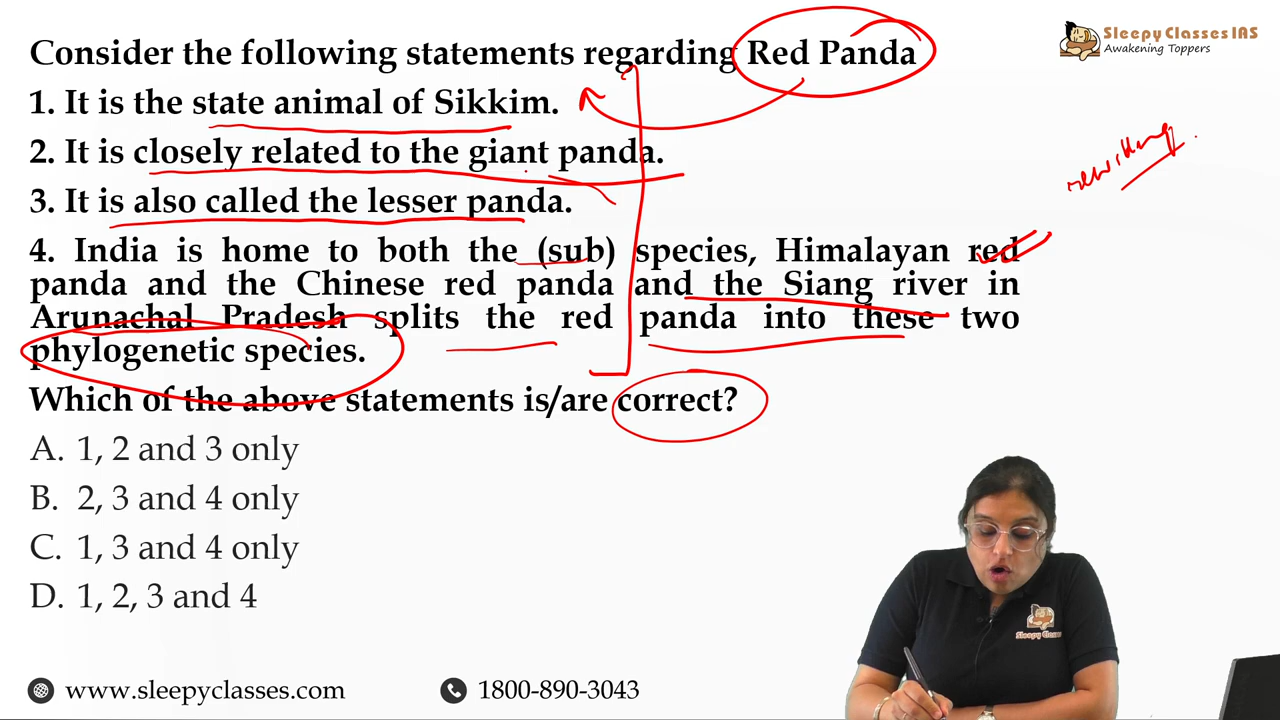 Consider the following statements regarding Red Panda
Sleepy Classes IAS
Awakening Toppers
1. It is the state animal of Sikkim.
2. It is closely related to the giant panda.
rewilding.
3. It is also called the lesser panda.
4. India is home to both the (sub) species, Himalayan red
panda and the Chinese red panda and the Siang river in
Arunachal Pradesh splits the red panda into these two
phylogenetic species.
Which of the above statements is/are correct?
A. 1, 2 and 3 only
B. 2, 3 and 4 only
C. 1, 3 and 4 only
D. 1, 2, 3 and 4
Sleepy Classes
www.sleepyclasses.com
1800-890-3043